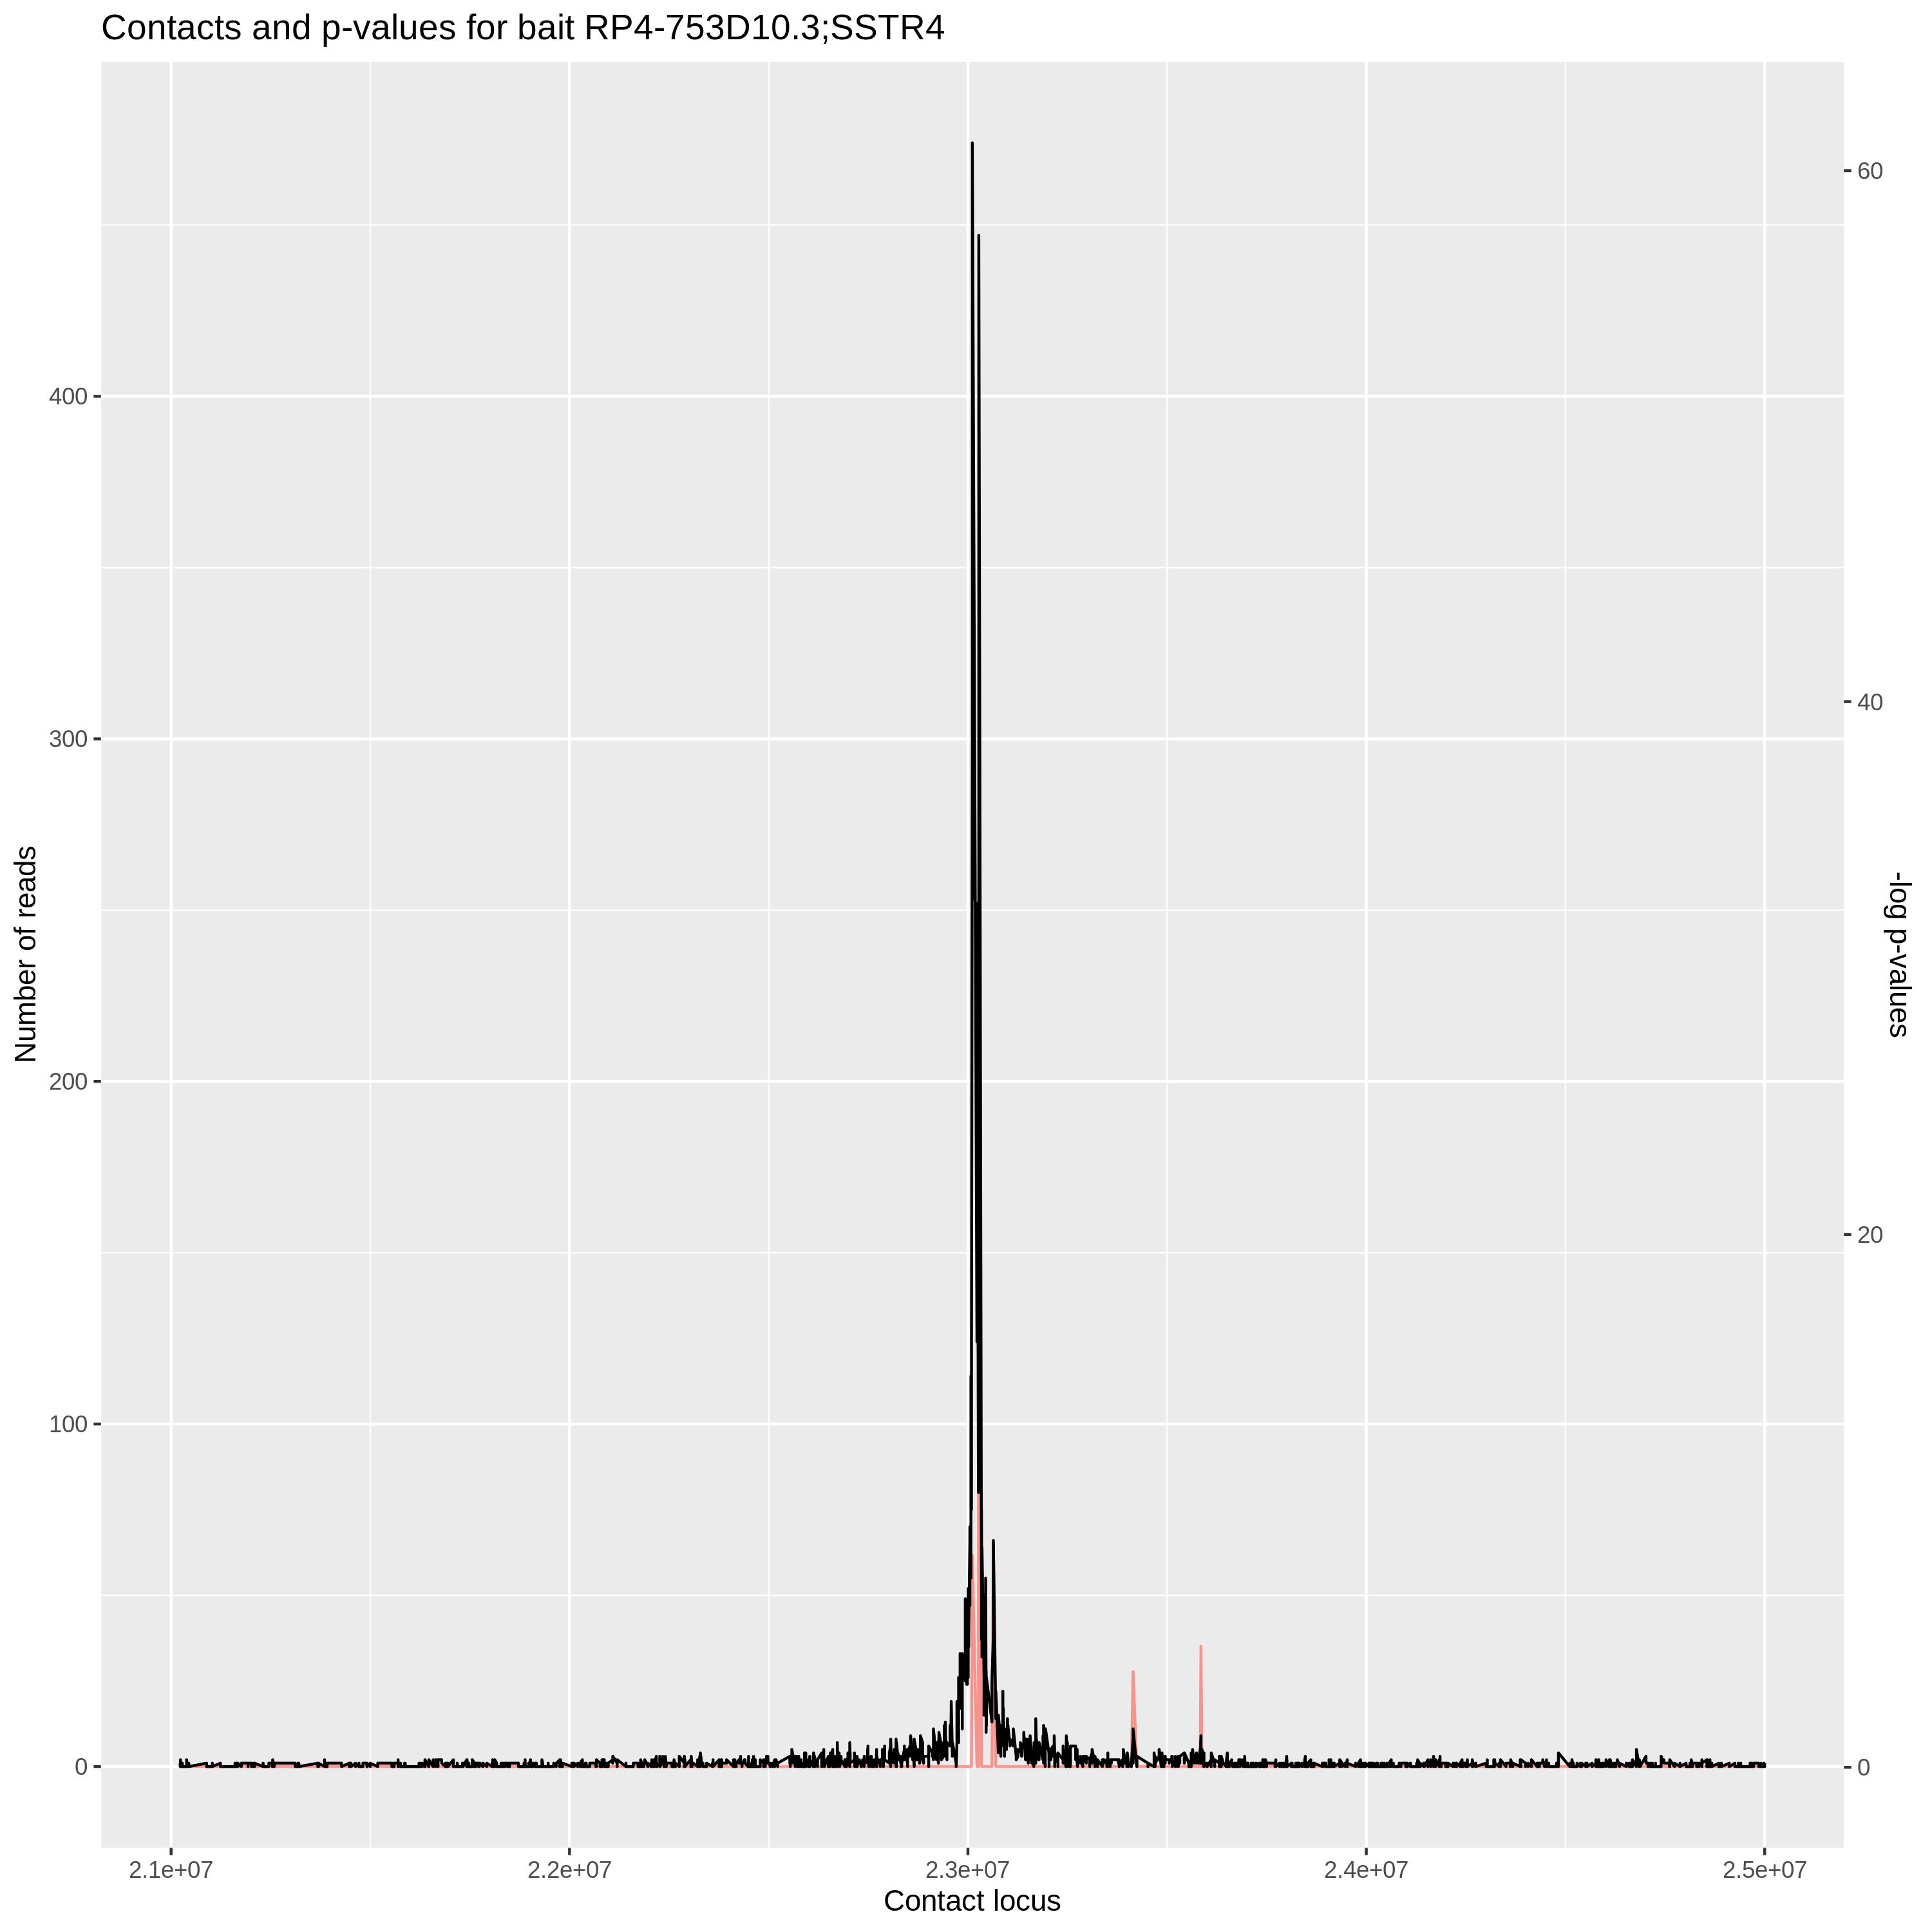 Contacts and p-values for bait RP4-753D10.3;SSTR4
Number of reads
400
300
200
100
0
60
40
20
0
-log p-values
2.1e+07 2.2e+07 2.3e+07 2.4e+07 2.5e+07
Contact locus